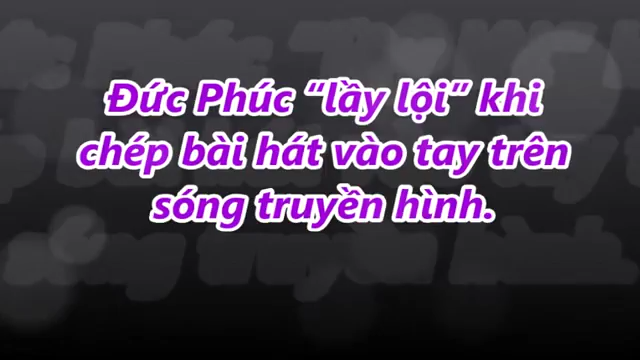 Đức Phúc “lầy lội” khi
chép bài hát vào tay trên
sóng truyền hình.